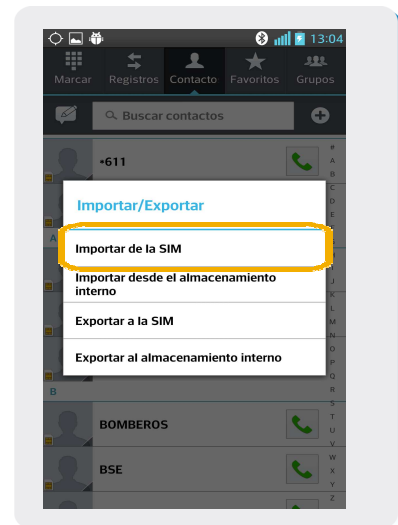 13:04
Marcar Registros Contacto Favoritos Grupos
Buscar contactos
#
*611
A
B
C
Importar/Exportar
D
E
A
Importar de la SIM
Importar desde el almacenamiento
interno
J
K
L
Exportar a la SIM
M
N
O
Exportar al almacenamiento interno
P
Q
B
R
S
BOMBEROS
T
U
V
BSE
W
X
Y
Z